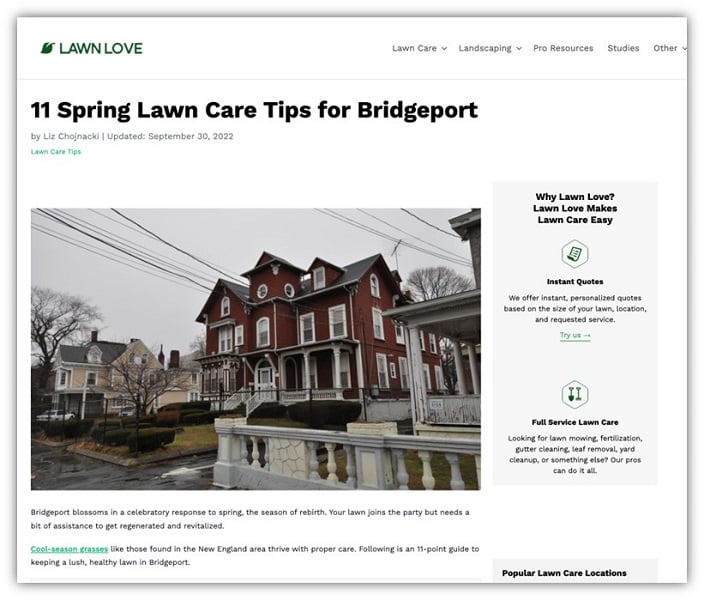 LAWN LOVE
Lawn Care
Landscaping
Pro Resources
Studies
Other
11 Spring Lawn Care Tips for Bridgeport
by Liz Chojnacki | Updated: September 30, 2022
Lawn Care Tips
Bridgeport blossoms in a celebratory response to spring, the season of rebirth. Your lawn joins the party but needs a
bit of assistance to get regenerated and revitalized.
Cool-season grasses like those found in the New England area thrive with proper care. Following is an 11-point guide to
keeping a lush, healthy lawn in Bridgeport.
Why Lawn Love?
Lawn Love Makes
Lawn Care Easy
Instant Quotes
We offer instant, personalized quotes
based on the size of your lawn, location,
and requested service.
Try us →
Full Service Lawn Care
Looking for lawn mowing, fertilization,
gutter cleaning, leaf removal, yard
cleanup, or something else? Our pros
can do it all.
Popular Lawn Care Locations